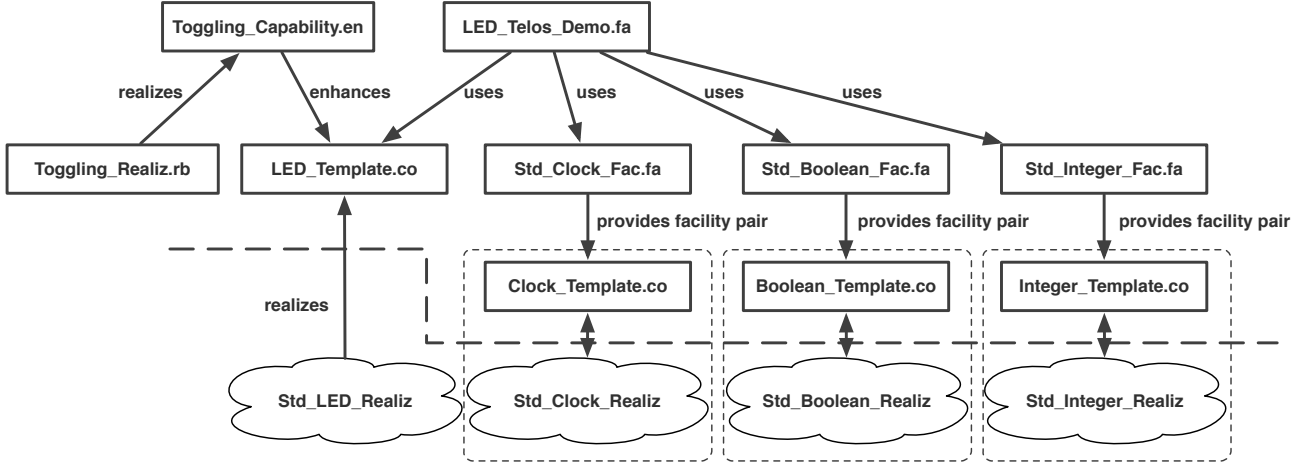 Toggling_Capability.en
LED_Telos_Demo.fa
realizes
enhances
uses
uses
uses
uses
Toggling_Realiz.rb
LED_Template.co
Std_Clock_Fac.fa
Std_Boolean_Fac.fa
Std_Integer_Fac.fa
provides facility pair
provides facility pair
provides facility pair
Clock_Template.co
Boolean_Template.co
Integer_Template.co
realizes
Std_LED_Realiz
Std_Clock_Realiz
Std_Boolean_Realiz
Std_Integer_Realiz